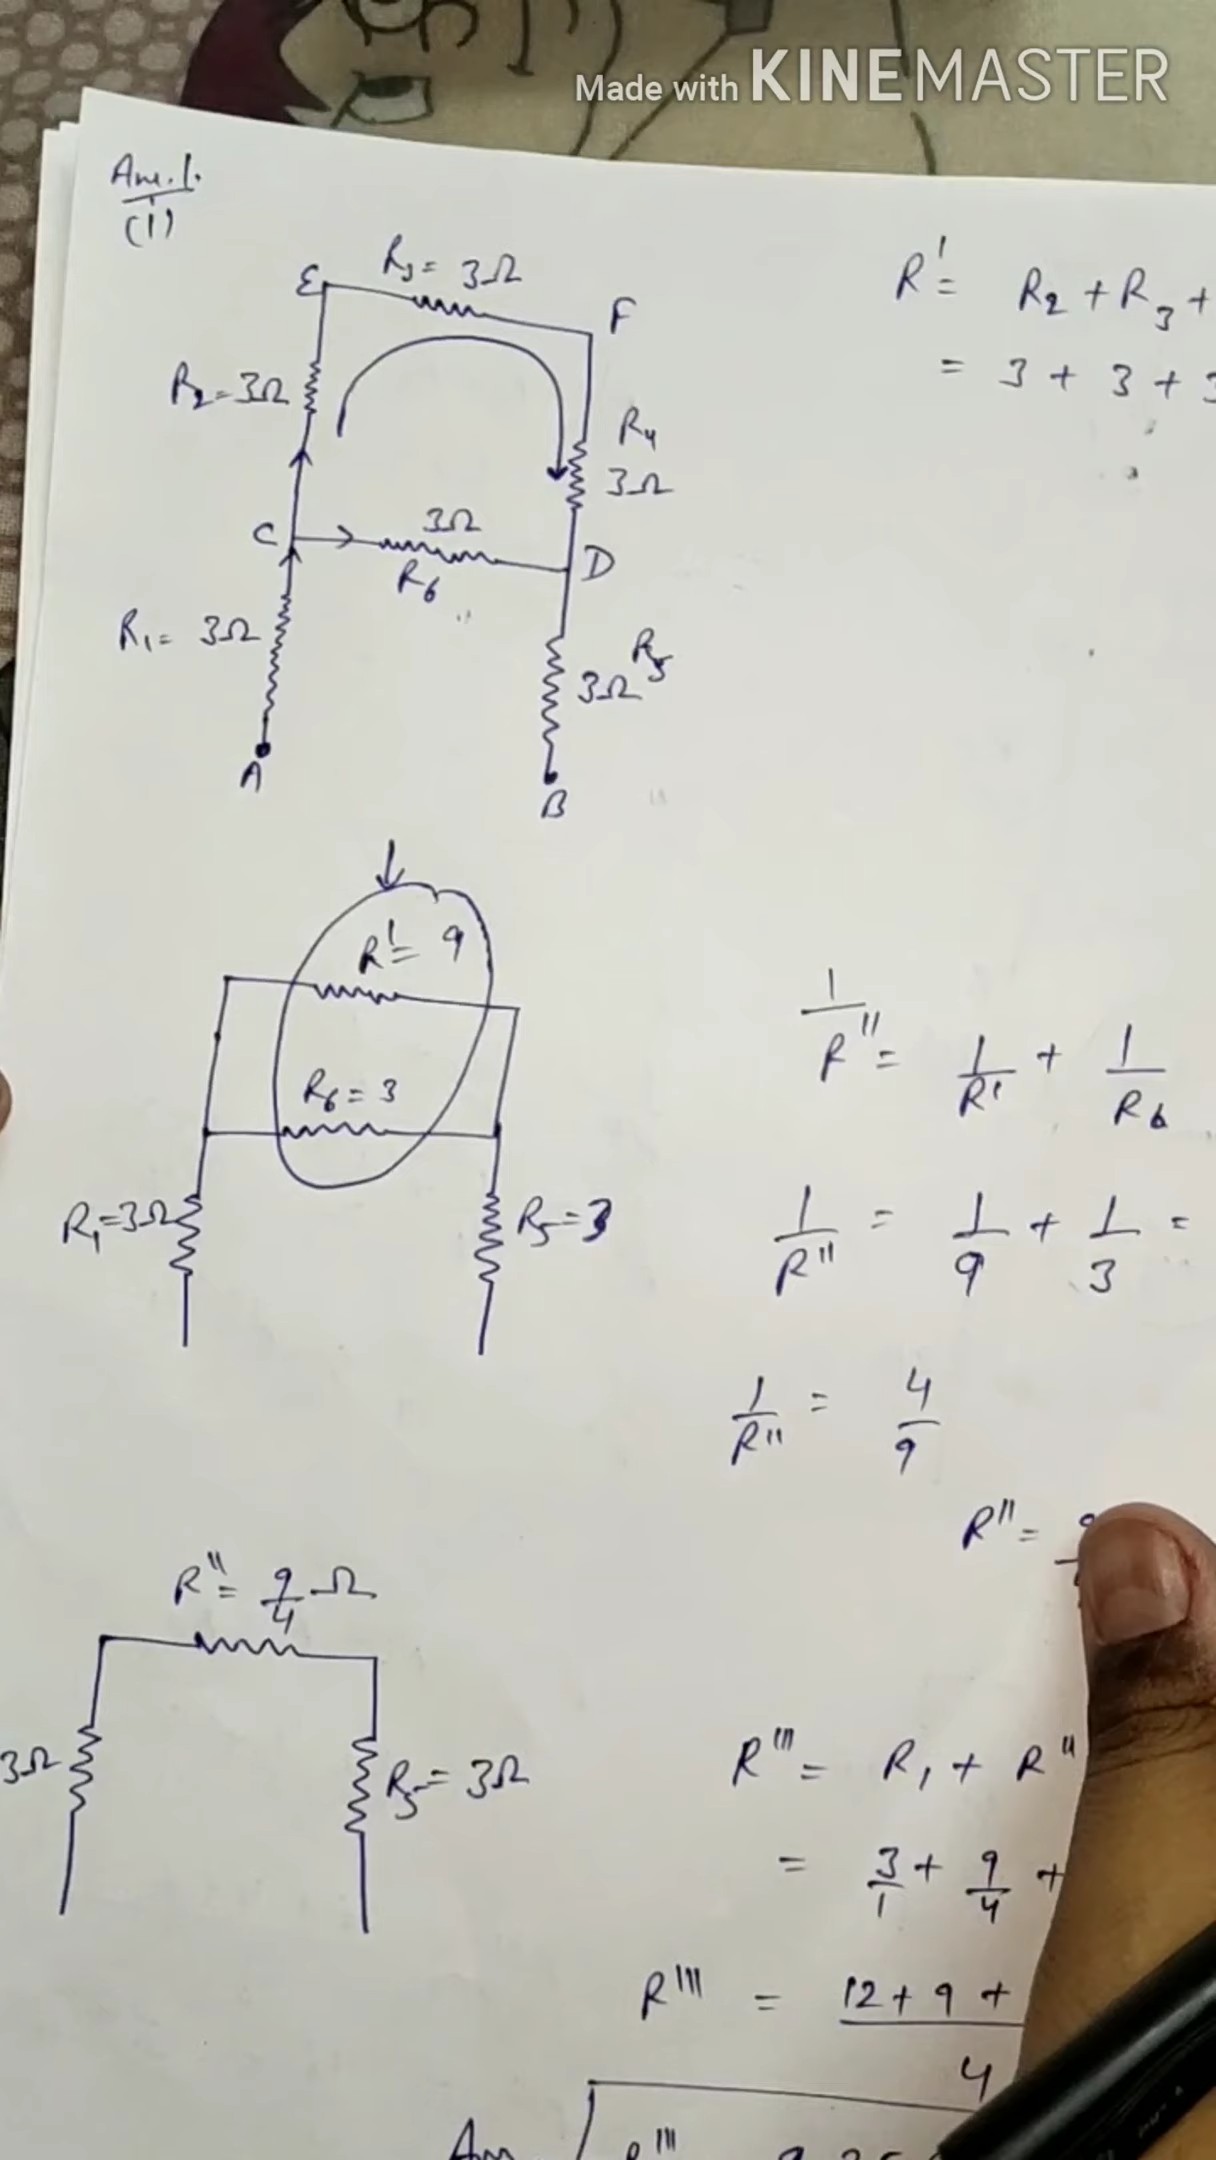 Made with KINEMASTER
Ans.1.
(i)
R3 = 3Ω
E
F
R2 = 3Ω
R4
3Ω
C
3Ω
R6
D
R1 = 3Ω
R5
3Ω
A
B
R' = R2 + R3 +
= 3 + 3 + 3
R' = 9
R6 = 3
R1 = 3Ω
R5 = 3
1/R'' = 1/R' + 1/R6
1/R'' = 1/9 + 1/3 =
1/R'' = 4/9
R'' =
R'' = 9/4 Ω
3Ω
R5 = 3Ω
R''' = R1 + R''
= 3/1 + 9/4 +
R''' = 12 + 9 + / 4
Ans
R'''